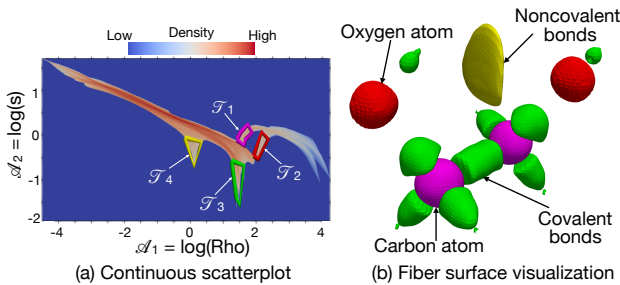 Low Density High
1
0
-1
-2
-4 -2 0 2 4
𝒜2 = log(s)
𝒜1 = log(Rho)
𝒯1
𝒯2
𝒯3
𝒯4
(a) Continuous scatterplot
Oxygen atom
Noncovalent
bonds
Covalent
bonds
Carbon atom
(b) Fiber surface visualization